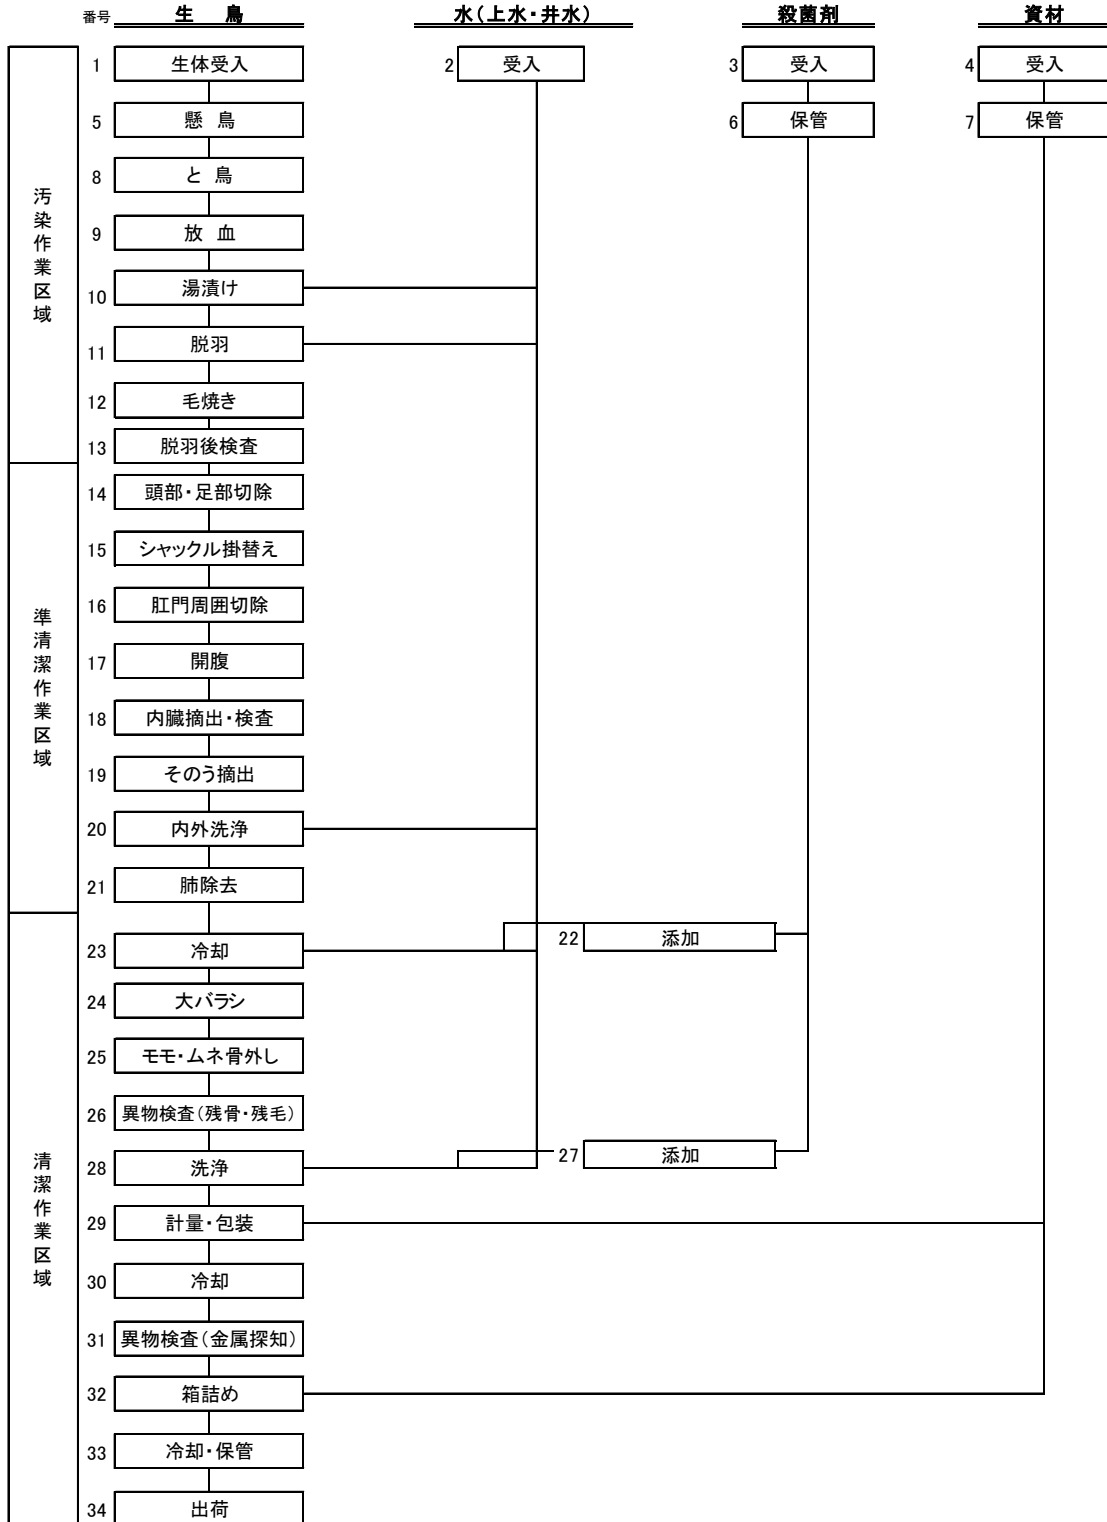 番号 生 鳥 水(上水・井水) 殺菌剤 資材
1 生体受入 2 受入 3 受入 4 受入
5 懸 鳥 6 保管 7 保管
8 と 鳥
9 放 血
10 湯漬け
11 脱羽
12 毛焼き
13 脱羽後検査
汚染作業区域
14 頭部・足部切除
15 シャックル掛替え
16 肛門周囲切除
17 開腹
18 内臓摘出・検査
19 そのう摘出
20 内外洗浄
21 肺除去
準清潔作業区域
22 添加
23 冷却
24 大バラシ
25 モモ・ムネ骨外し
26 異物検査(残骨・残毛)
27 添加
28 洗浄
29 計量・包装
30 冷却
31 異物検査(金属探知)
32 箱詰め
33 冷却・保管
34 出荷
清潔作業区域